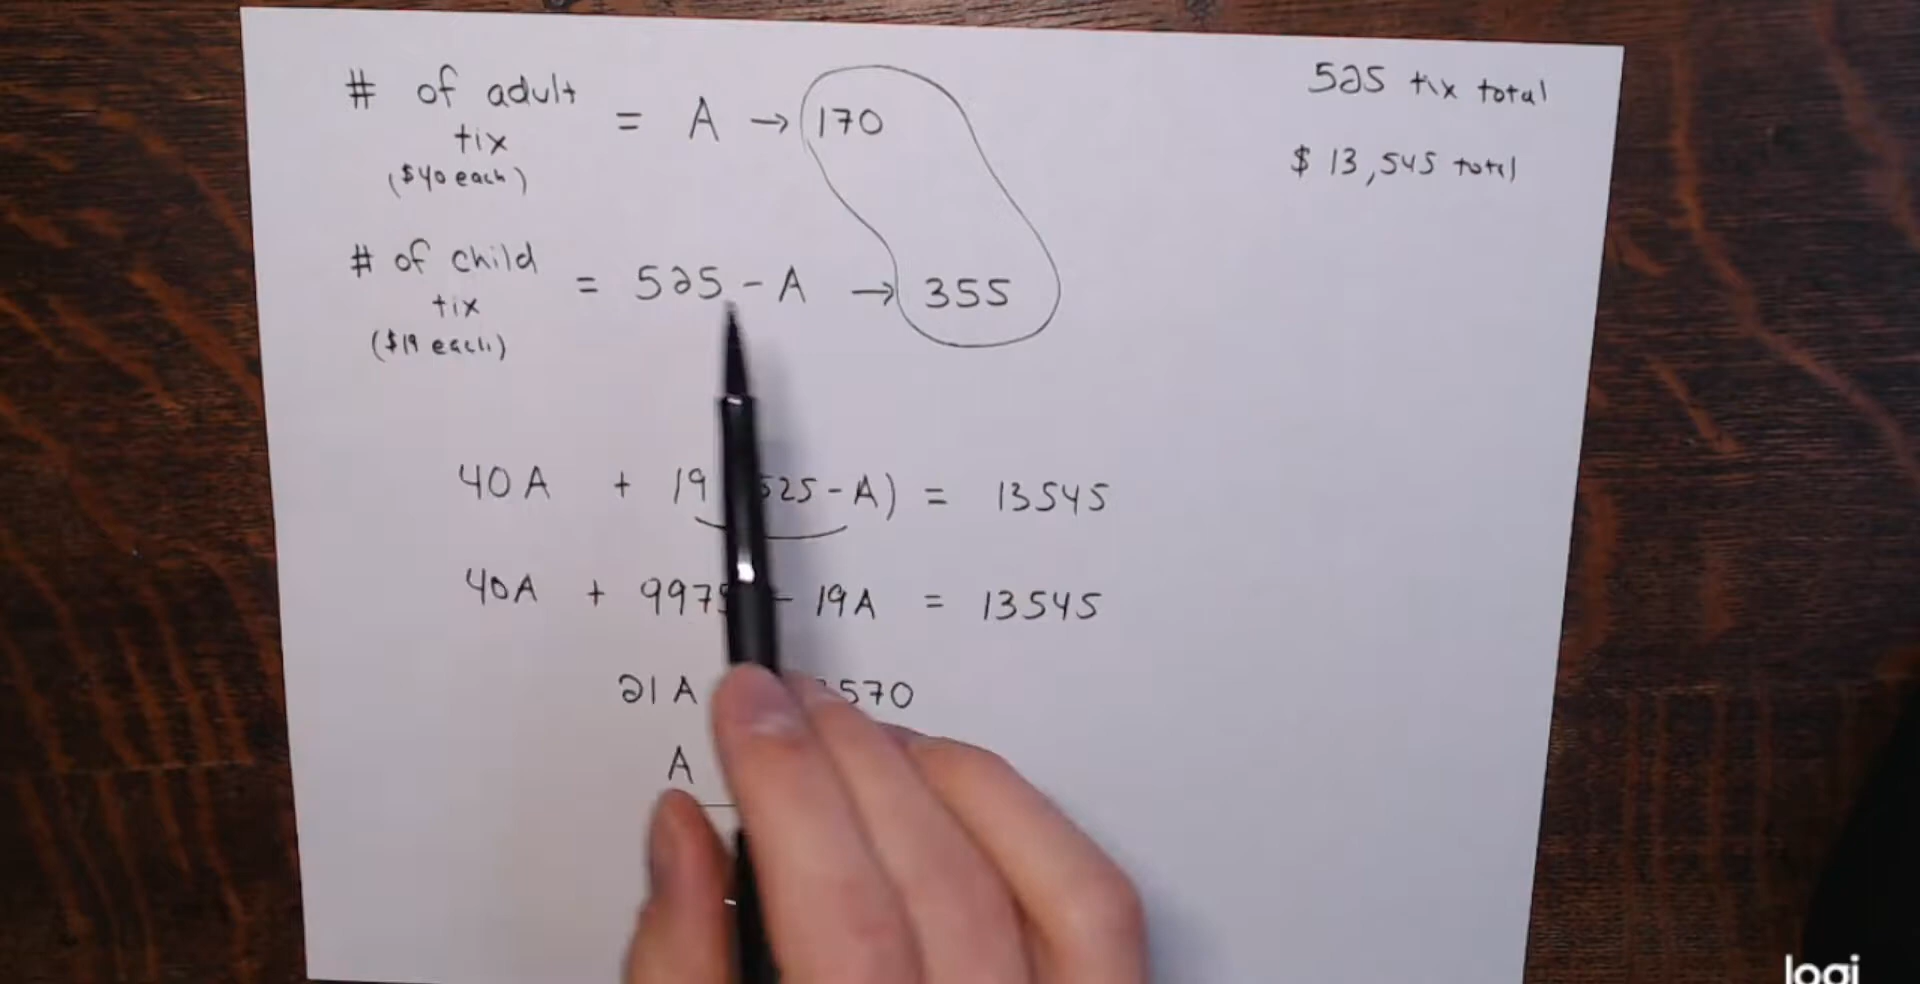 # of adult tix ($40 each) = A → 170
# of child tix ($19 each) = 525 - A → 355
525 tix total
$ 13,545 total
40A + 19 525 - A) = 13545
40A + 997 - 19A = 13545
21A 570
A
logi